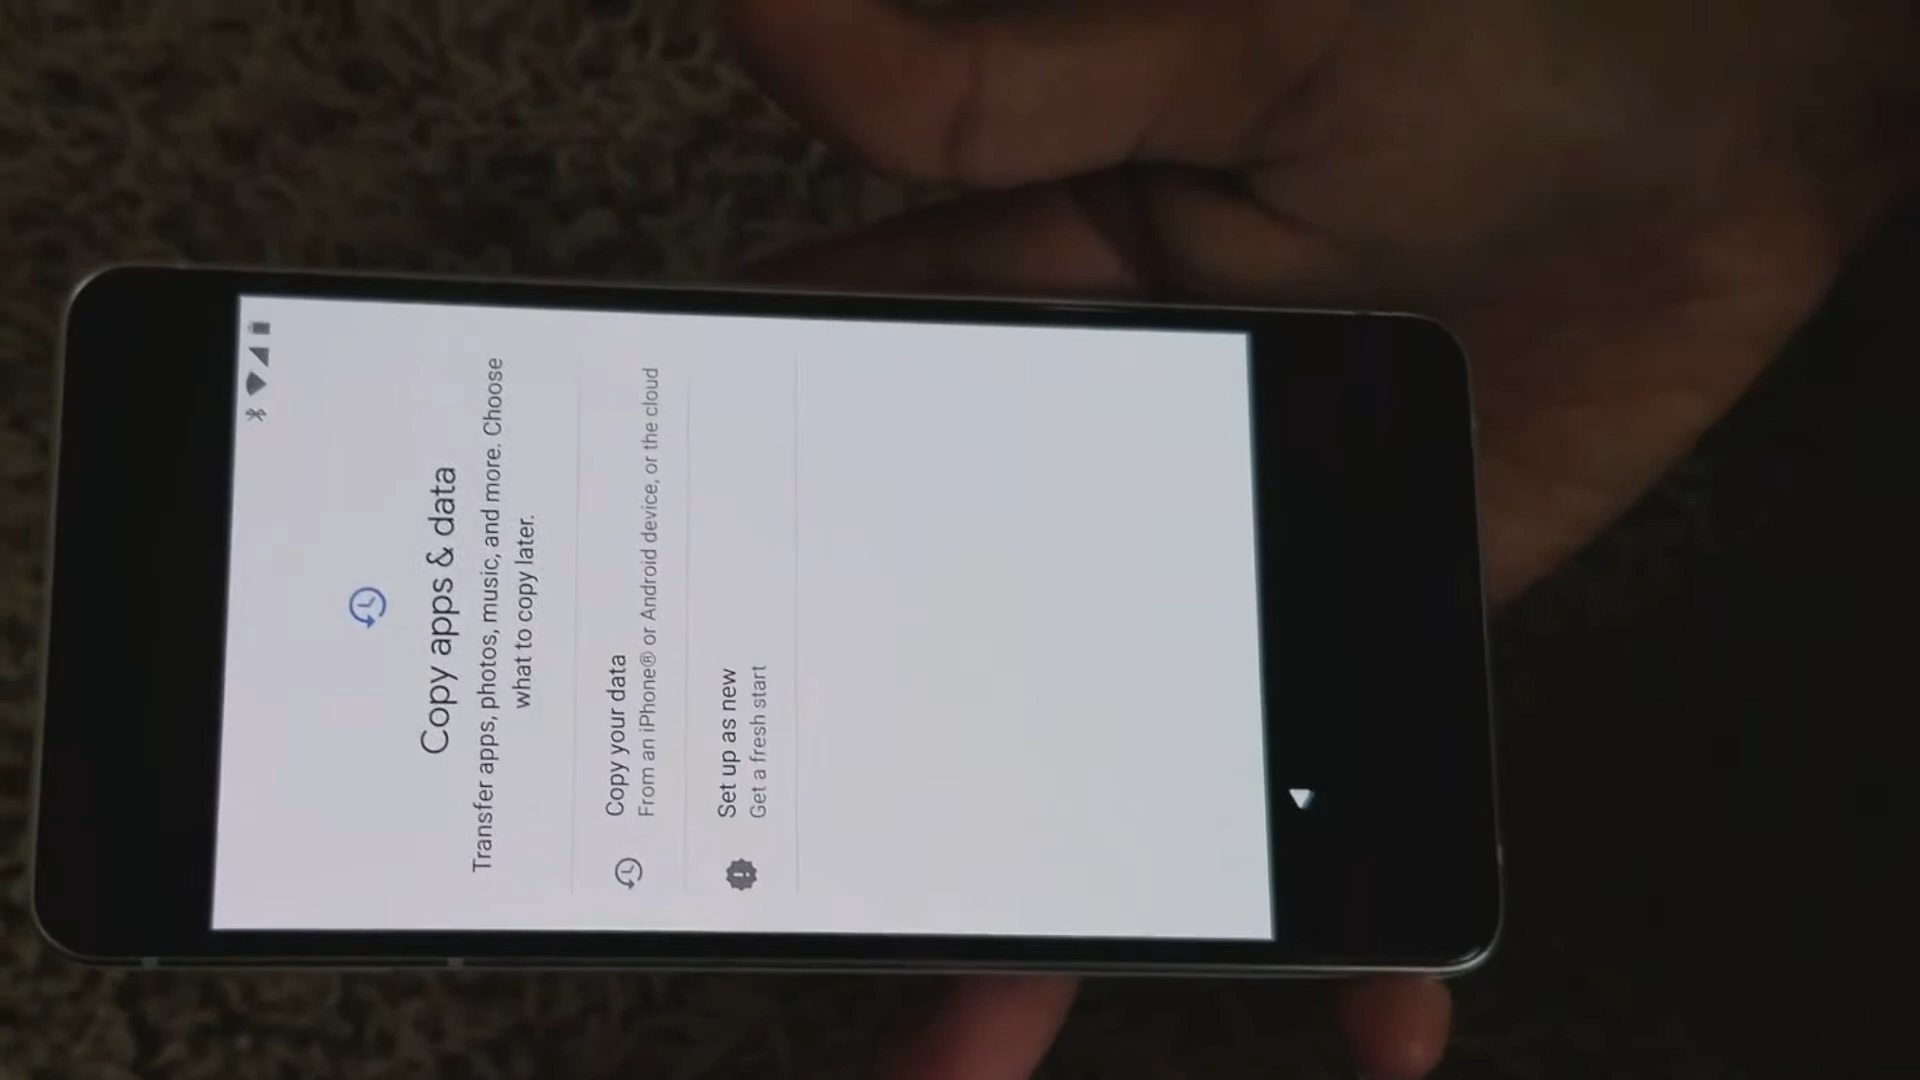 Copy apps & data
Transfer apps, photos, music, and more. Choose
what to copy later.
Copy your data
From an iPhone® or Android device, or the cloud
Set up as new
Get a fresh start